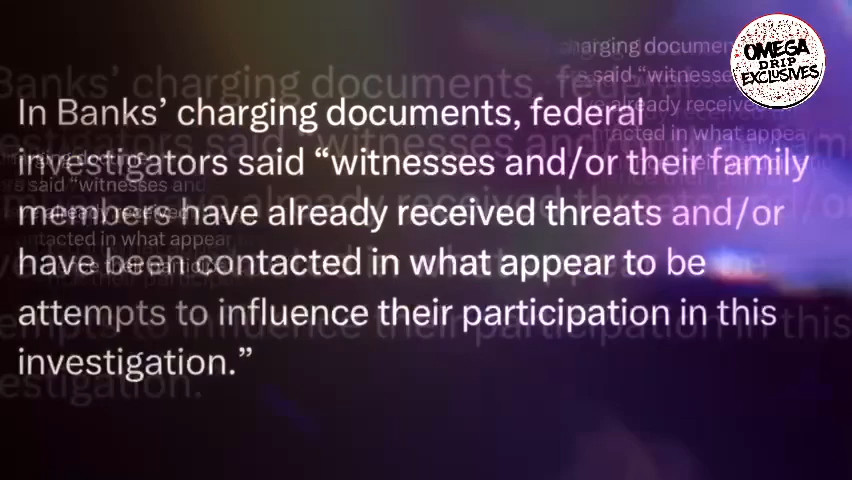 OMEGA
DRIP
EXCLUSIVES
In Banks’ charging documents, federal
investigators said “witnesses and/or their family
members have already received threats and/or
have been contacted in what appear to be
attempts to influence their participation in this
investigation.”